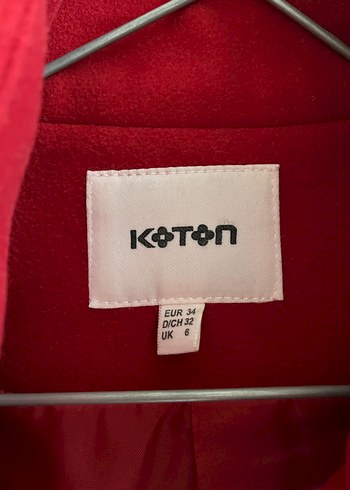 KOTON
EUR 34
D/CH 32
UK 6